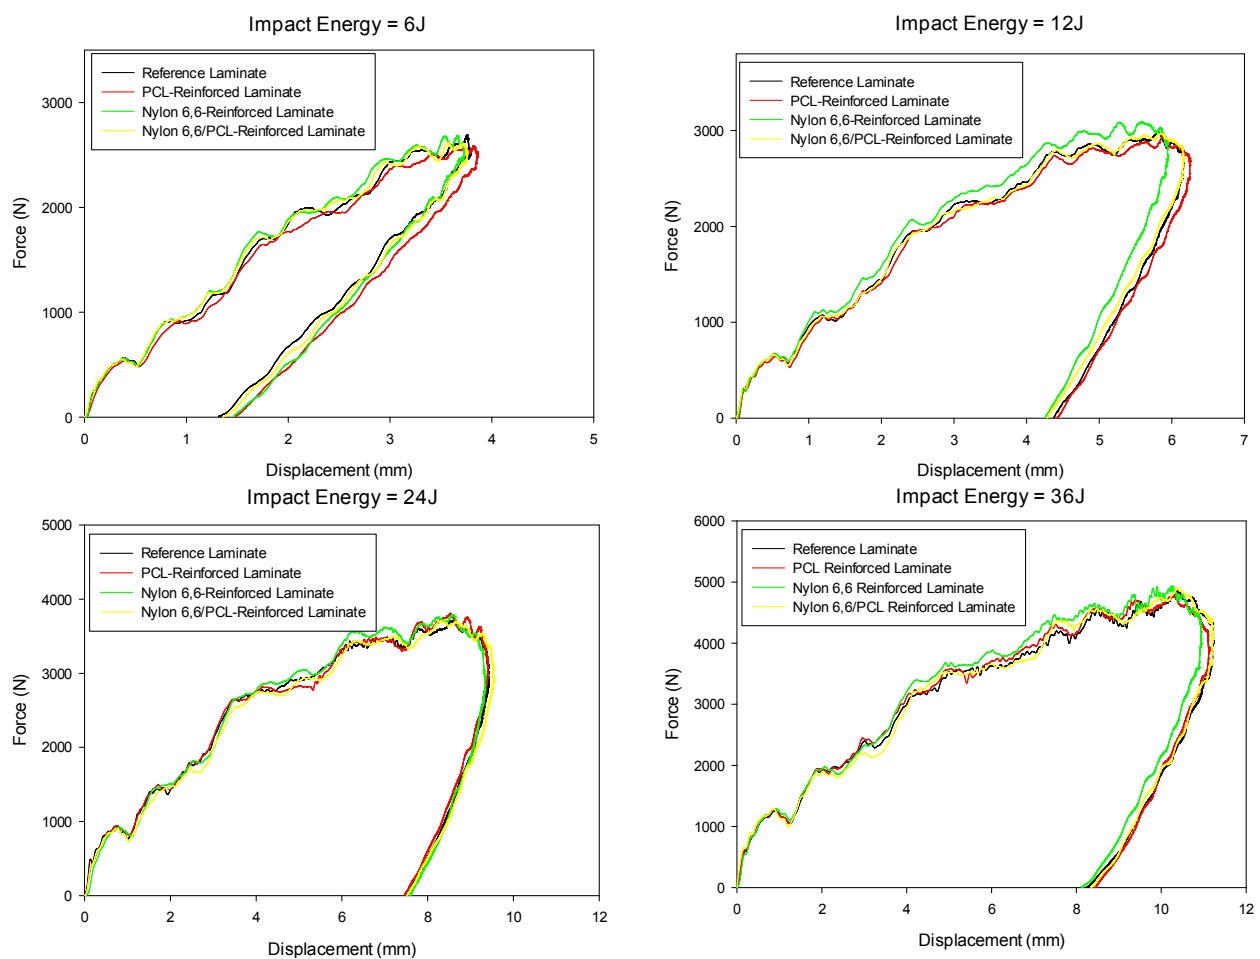 Impact Energy = 6J
3000
2000
1000
0
Force (N)
Reference Laminate
PCL-Reinforced Laminate
Nylon 6,6-Reinforced Laminate
Nylon 6,6/PCL-Reinforced Laminate
0 1 2 3 4 5
Displacement (mm)
Impact Energy = 12J
3000
2000
1000
0
Force (N)
Reference Laminate
PCL-Reinforced Laminate
Nylon 6,6-Reinforced Laminate
Nylon 6,6/PCL-Reinforced Laminate
0 1 2 3 4 5 6 7
Displacement (mm)
Impact Energy = 24J
5000
4000
3000
2000
1000
0
Force (N)
Reference Laminate
PCL-Reinforced Laminate
Nylon 6,6-Reinforced Laminate
Nylon 6,6/PCL-Reinforced Laminate
0 2 4 6 8 10 12
Displacement (mm)
Impact Energy = 36J
6000
5000
4000
3000
2000
1000
0
Force (N)
Reference Laminate
PCL Reinforced Laminate
Nylon 6,6 Reinforced Laminate
Nylon 6,6/PCL Reinforced Laminate
0 2 4 6 8 10 12
Displacement (mm)